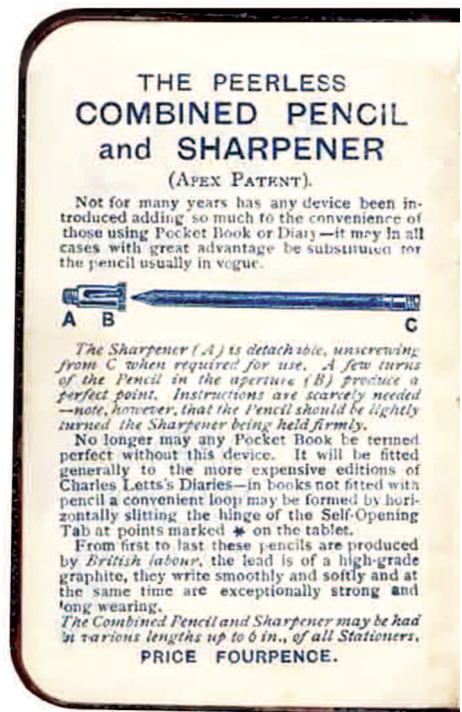 THE PEERLESS
COMBINED PENCIL
and SHARPENER
(APEX PATENT).
Not for many years has any device been in-
troduced adding so much to the convenience of
those using Pocket Book or Diary—it may in all
cases with great advantage be substituted for
the pencil usually in vogue.
A B C
The Sharpener (A) is detachable, unscrewing
from C when required for use. A few turns
of the Pencil in the aperture (B) produce a
perfect point. Instructions are scarcely needed
—note, however, that the Pencil should be lightly
turned the Sharpener being held firmly.
No longer may any Pocket Book be termed
perfect without this device. It will be fitted
generally to the more expensive editions of
Charles Letts's Diaries—in books not fitted with
pencil a convenient loop may be formed by hori-
zontally slitting the hinge of the Self-Opening
Tab at points marked * on the tablet.
From first to last these pencils are produced
by British labour, the lead is of a high-grade
graphite, they write smoothly and softly and at
the same time are exceptionally strong and
long wearing.
The Combined Pencil and Sharpener may be had
in various lengths up to 6 in., of all Stationers,
PRICE FOURPENCE.